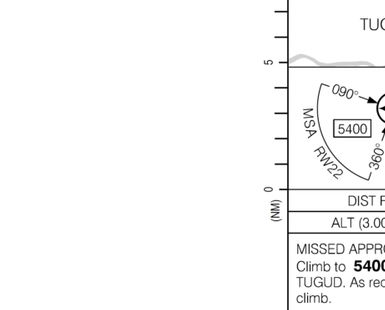 TUG
5
090°
MSA RW22
5400
360°
0
(NM)
DIST F
ALT (3.00
MISSED APPRO
Climb to 5400
TUGUD. As req
climb.